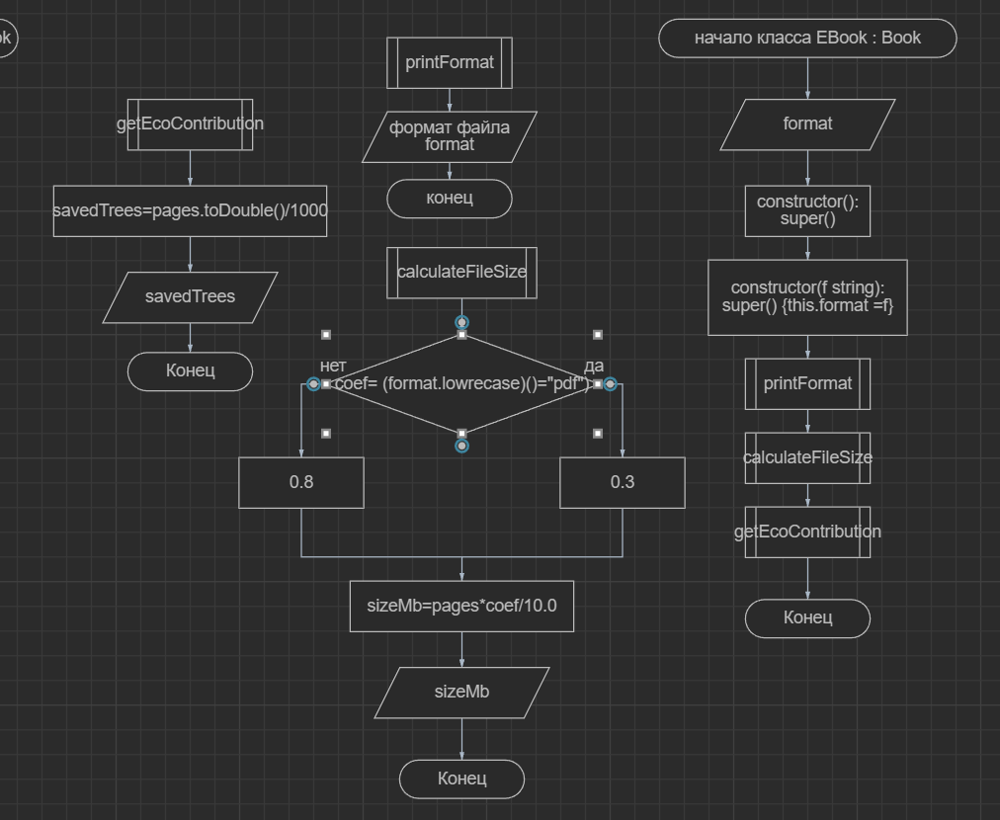 ok
getEcoContribution
savedTrees=pages.toDouble()/1000
savedTrees
Конец
printFormat
формат файла
format
конец
calculateFileSize
нет
да
coef= (format.lowrecase)()="pdf")
0.8
0.3
sizeMb=pages*coef/10.0
sizeMb
Конец
начало класса EBook : Book
format
constructor():
super()
constructor(f string):
super() {this.format =f}
printFormat
calculateFileSize
getEcoContribution
Конец